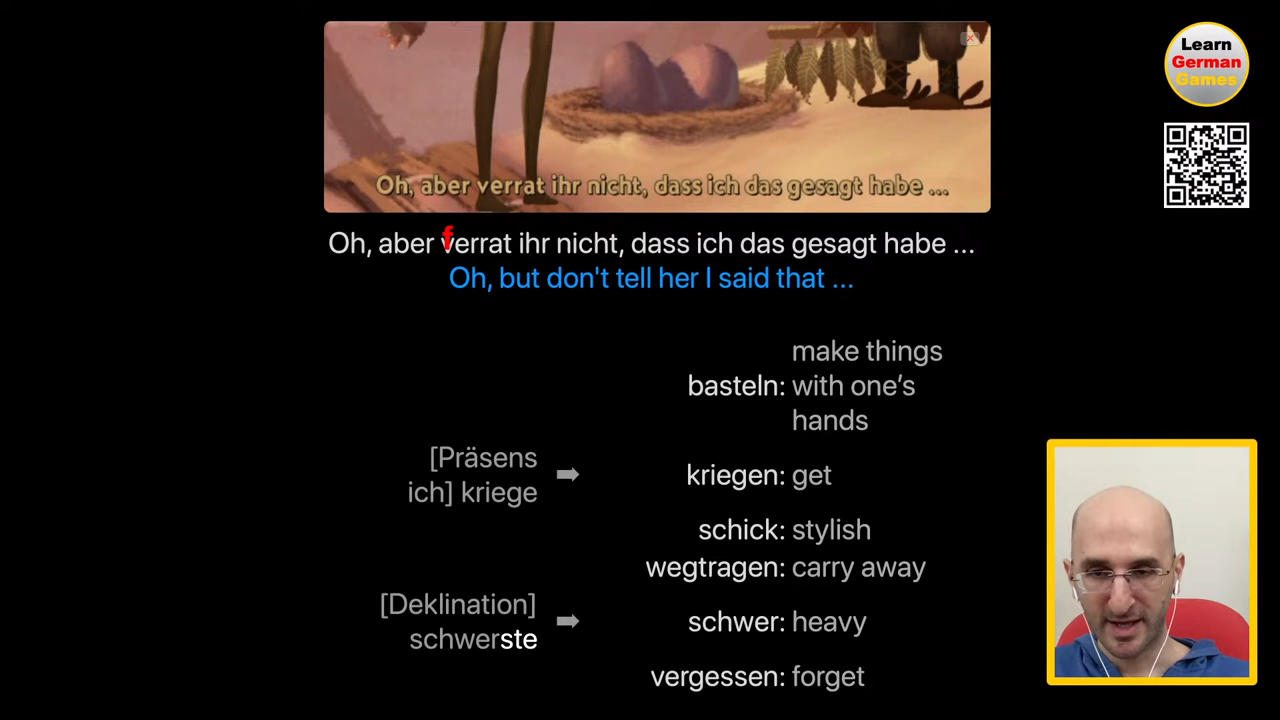 Learn
German
Games
Oh, aber verrat ihr nicht, dass ich das gesagt habe ...
f
Oh, aber verrat ihr nicht, dass ich das gesagt habe ...
Oh, but don't tell her I said that ...
make things
basteln: with one’s
hands
[Präsens
ich] kriege ➡ kriegen: get
schick: stylish
wegtragen: carry away
[Deklination]
schwerste ➡ schwer: heavy
vergessen: forget